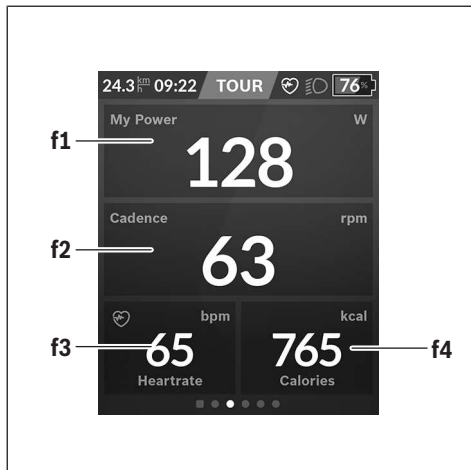 24.3 km/h 09:22 TOUR 76%
f1 My Power W
128
f2 Cadence rpm
63
bpm kcal
f3 65 765 f4
Heartrate Calories